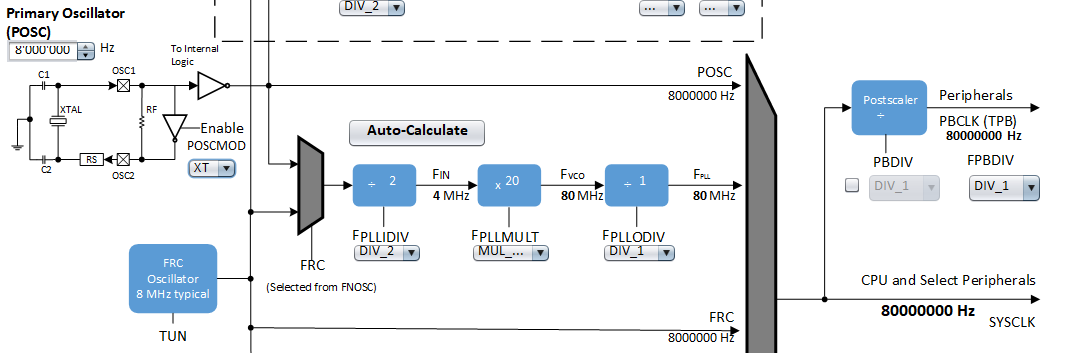 Primary Oscillator
(POSC)
8'000'000 Hz
DIV_2
...
...
To Internal
Logic
C1
OSC1
XTAL
RF
Enable
POSCMOD
XT
RS
C2
OSC2
POSC
8000000 Hz
Auto-Calculate
÷ 2
FIN
4 MHz
x 20
FVCO
80 MHz
÷ 1
FPLL
80 MHz
FPLLIDIV
DIV_2
FPLLMULT
MUL_...
FPLLODIV
DIV_1
FRC
(Selected from FNOSC)
FRC
Oscillator
8 MHz typical
TUN
FRC
8000000 Hz
Postscaler
÷
Peripherals
PBCLK (TPB)
80000000 Hz
PBDIV
DIV_1
FPBDIV
DIV_1
CPU and Select Peripherals
80000000 Hz
SYSCLK